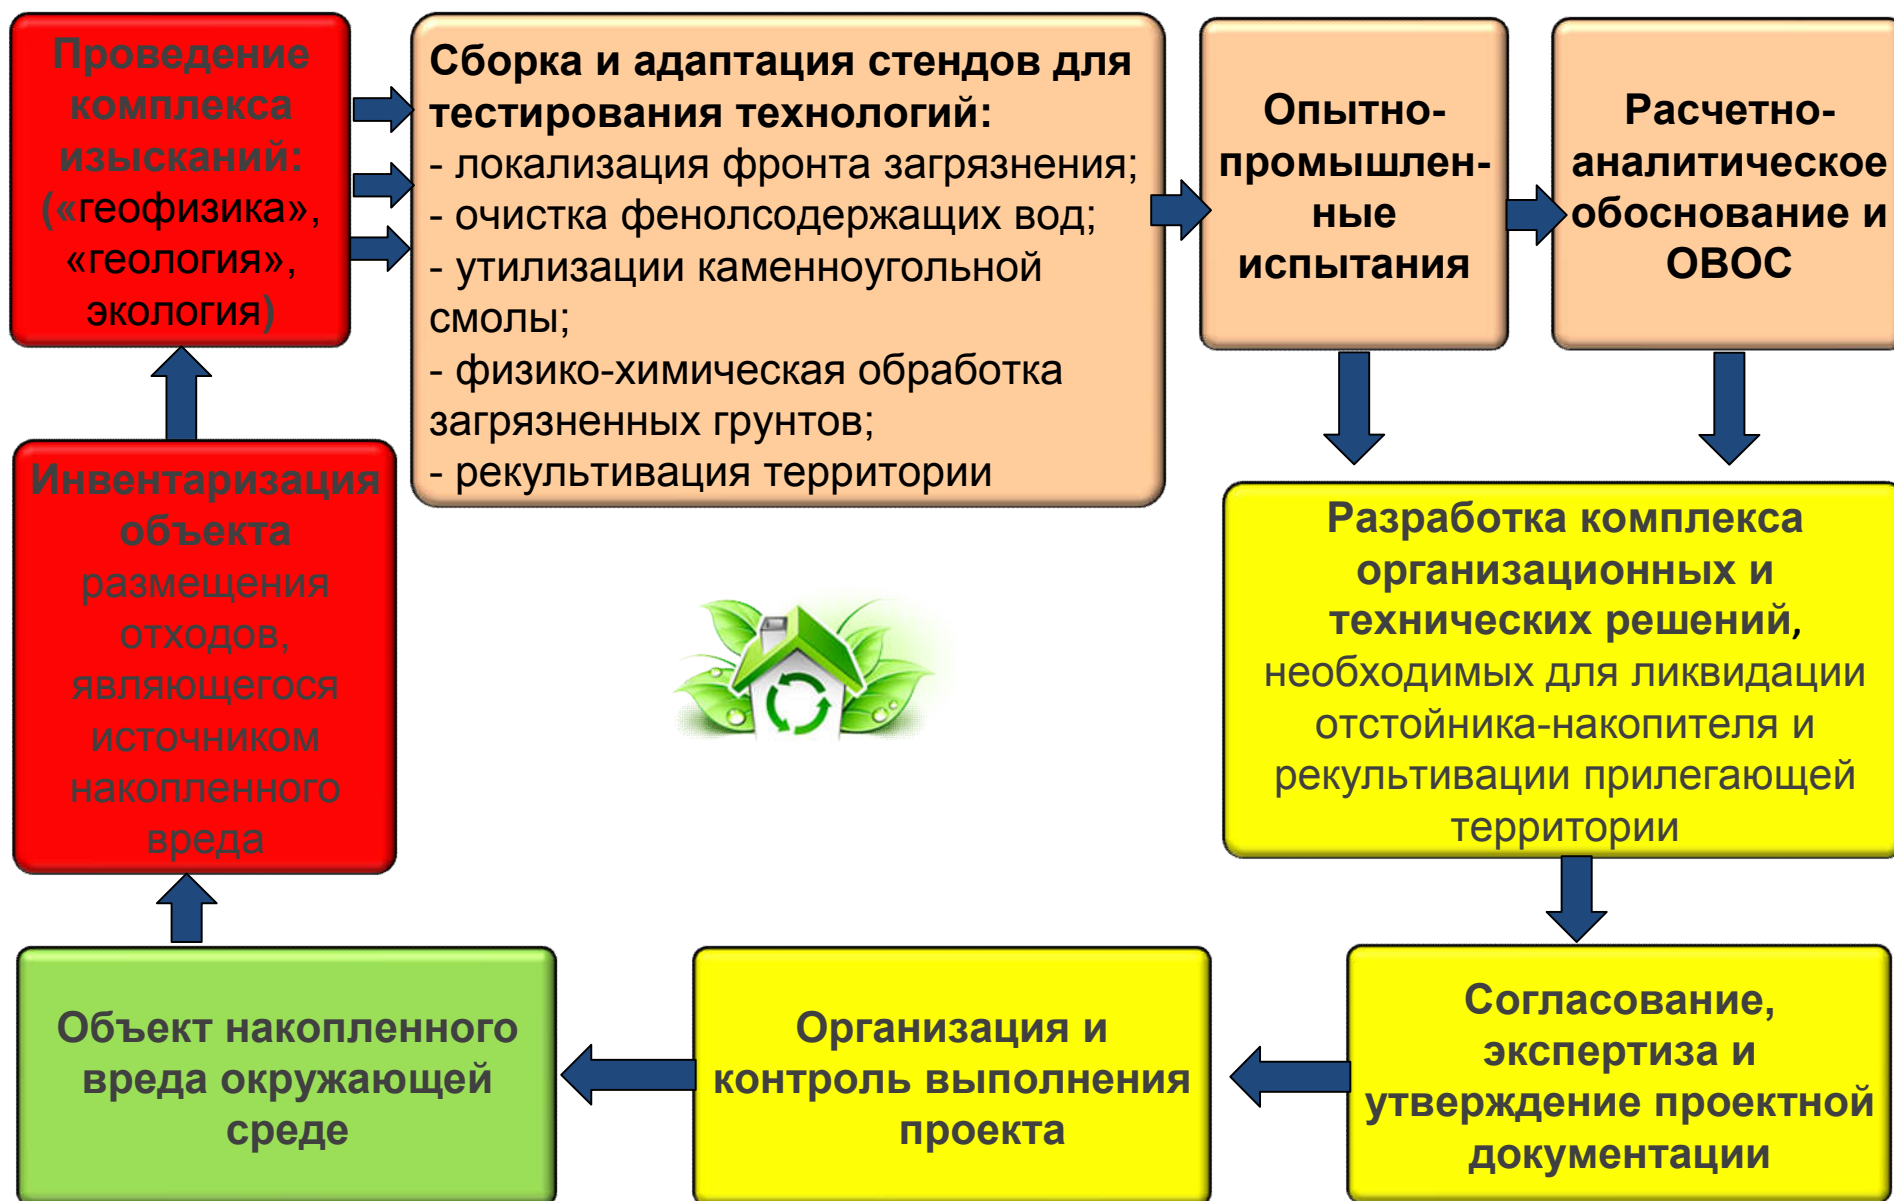 Проведение
комплекса
изысканий:
(«геофизика»,
«геология»,
экология)
Сборка и адаптация стендов для
тестирования технологий:
- локализация фронта загрязнения;
- очистка фенолсодержащих вод;
- утилизации каменноугольной
смолы;
- физико-химическая обработка
загрязненных грунтов;
- рекультивация территории
Опытно-
промышлен-
ные
испытания
Расчетно-
аналитическое
обоснование и
ОВОС
Инвентаризация
объекта
размещения
отходов,
являющегося
источником
накопленного
вреда
Разработка комплекса
организационных и
технических решений,
необходимых для ликвидации
отстойника-накопителя и
рекультивации прилегающей
территории
Объект накопленного
вреда окружающей
среде
Организация и
контроль выполнения
проекта
Согласование,
экспертиза и
утверждение проектной
документации